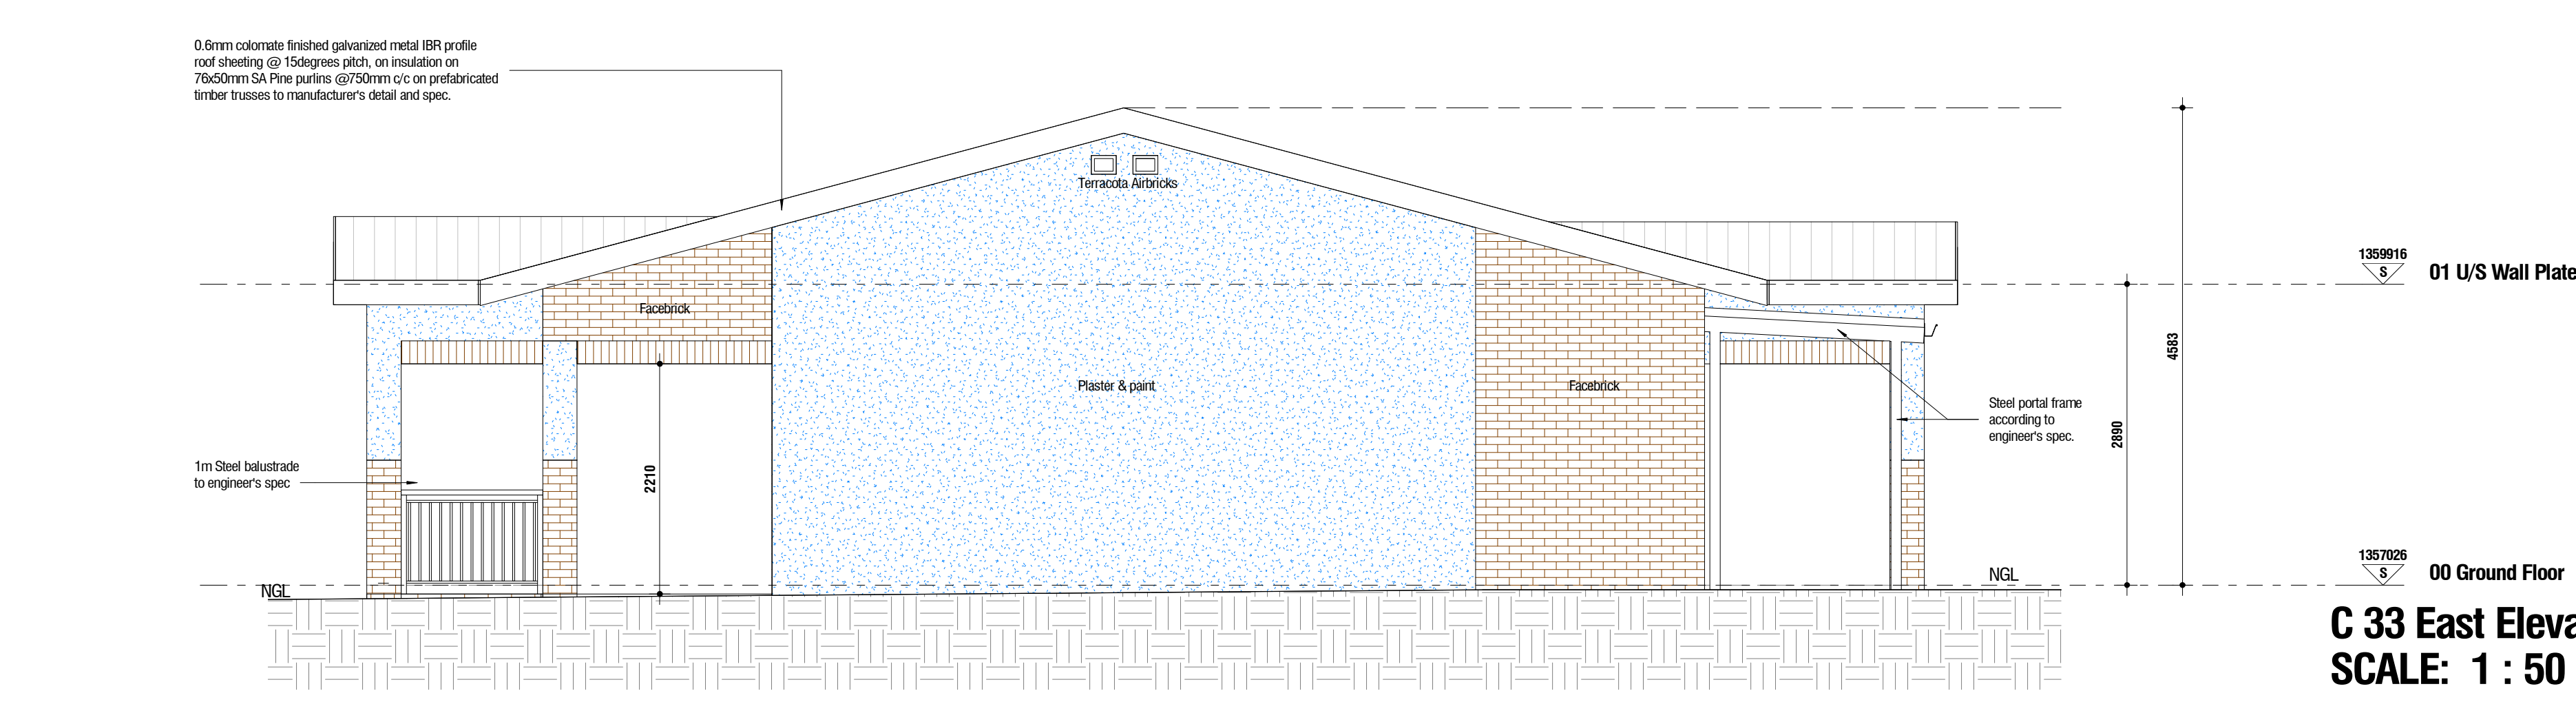 0.6mm colomate finished galvanized metal IBR profile
roof sheeting @ 15degrees pitch, on insulation on
76x50mm SA Pine purlins @750mm c/c on prefabricated
timber trusses to manufacturer's detail and spec.
Terracota Airbricks
Facebrick
Plaster & paint
Facebrick
1m Steel balustrade
to engineer's spec
2210
Steel portal frame
according to
engineer's spec.
2890
4583
1359916
S
01 U/S Wall Plate
NGL
NGL
1357026
S
00 Ground Floor
C 33 East Eleva
SCALE: 1 : 50